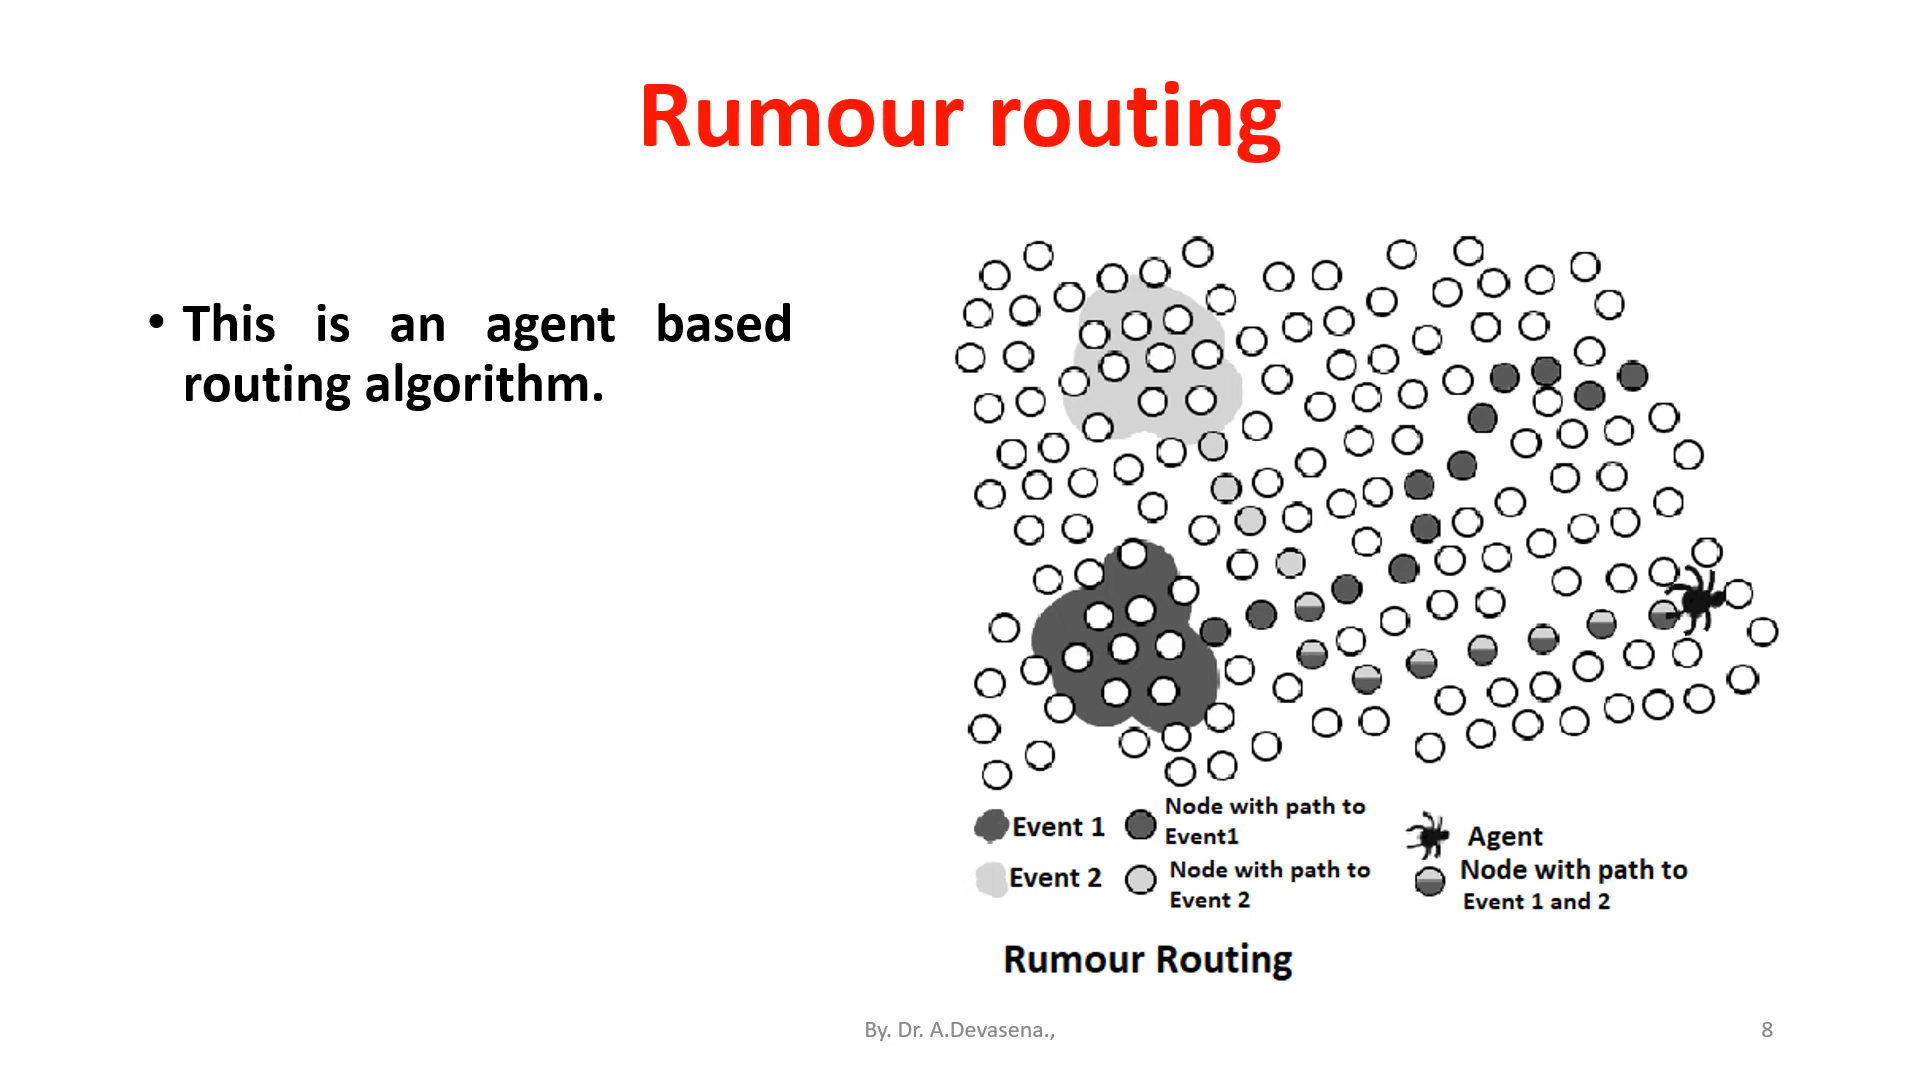 Rumour routing
• This is an agent based
routing algorithm.
Event 1
Node with path to
Event1
Agent
Event 2
Node with path to
Event 2
Node with path to
Event 1 and 2
Rumour Routing
By. Dr. A.Devasena.,
8